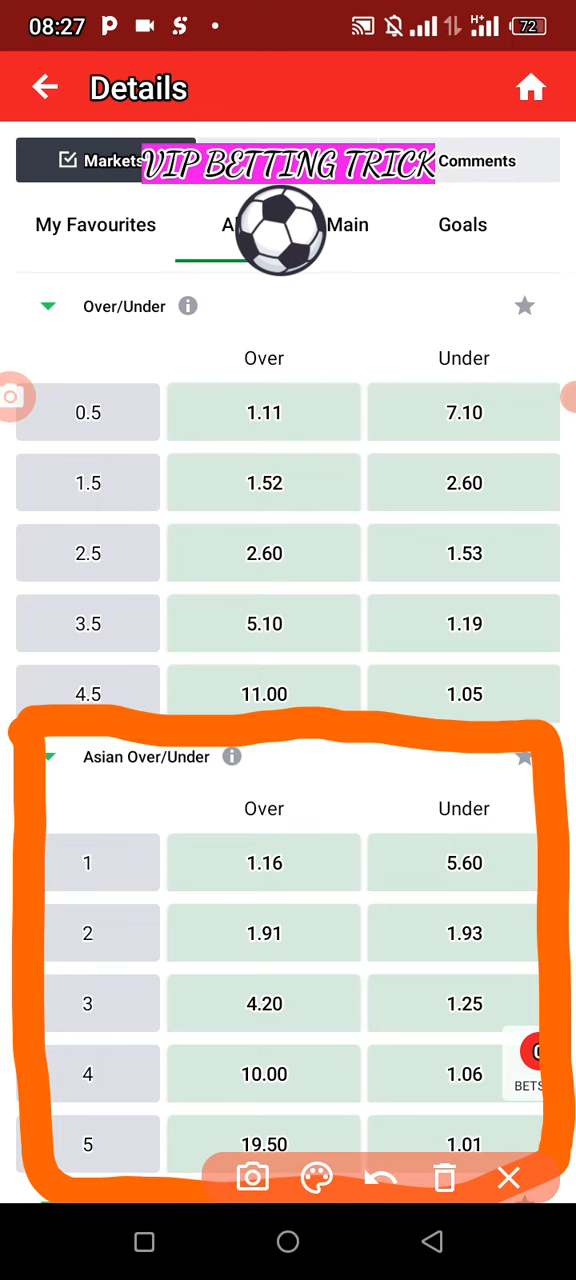 08:27 H+ 72
Details
Markets VIP BETTING TRICK Comments
My Favourites Main Goals
Over/Under
Over Under
0.5 1.11 7.10
1.5 1.52 2.60
2.5 2.60 1.53
3.5 5.10 1.19
4.5 11.00 1.05
Asian Over/Under
Over Under
1 1.16 5.60
2 1.91 1.93
3 4.20 1.25
4 10.00 1.06
BETS
5 19.50 1.01